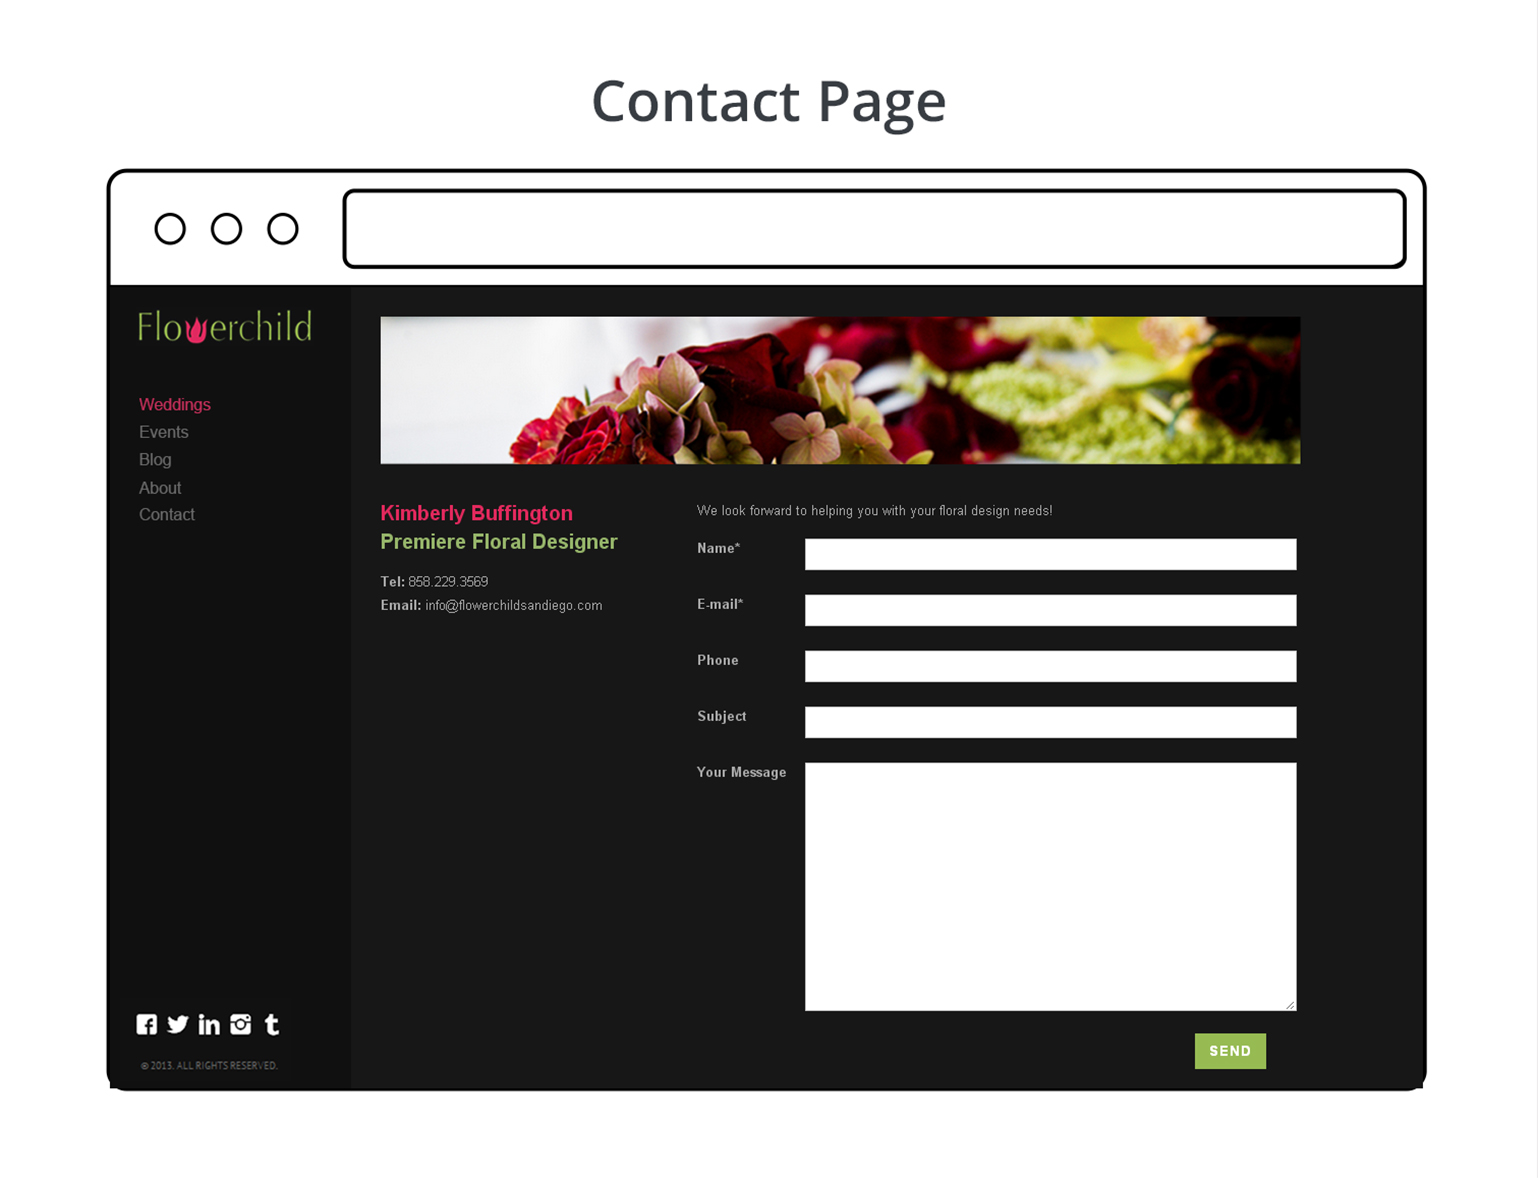 Contact Page
Flowerchild
Weddings
Events
Blog
About
Contact
Kimberly Buffington
Premiere Floral Designer
Tel: 858.229.3569
Email: info@flowerchildsandiego.com
We look forward to helping you with your floral design needs!
Name*
E-mail*
Phone
Subject
Your Message
SEND
© 2013. ALL RIGHTS RESERVED.